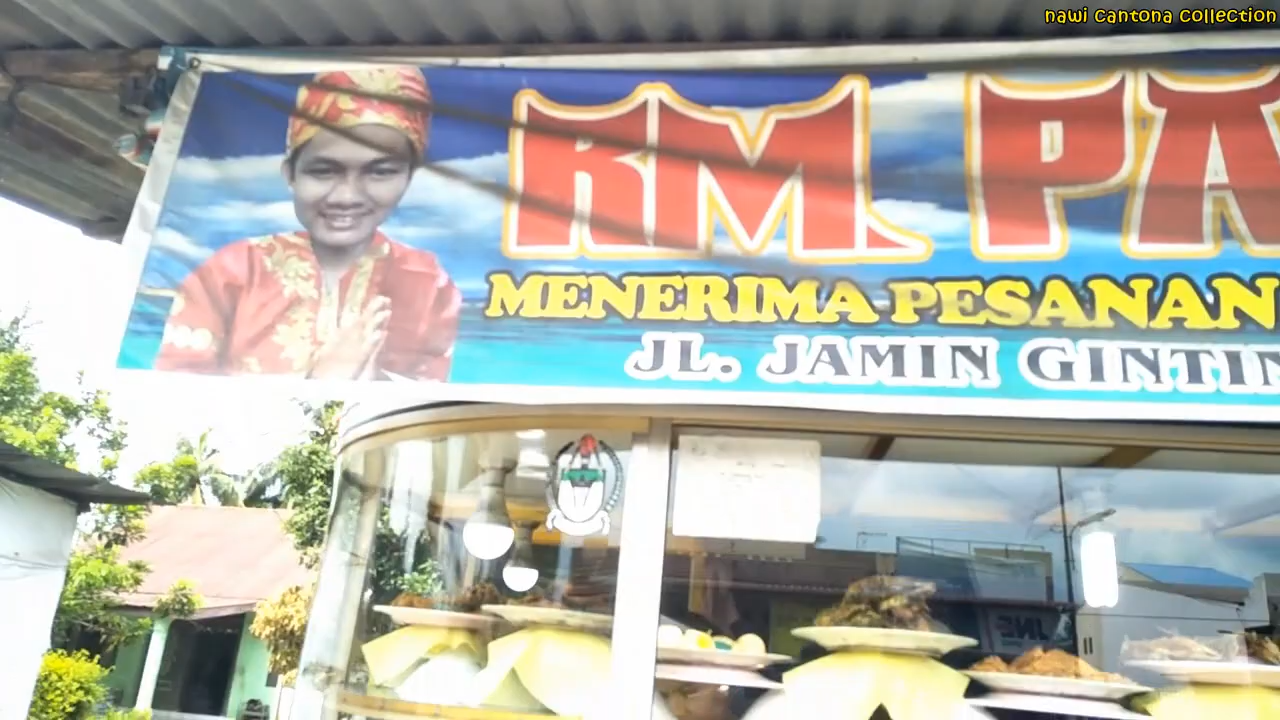 nawi cantona collection
RM. PA
MENERIMA PESANAN
JL. JAMIN GINTIN